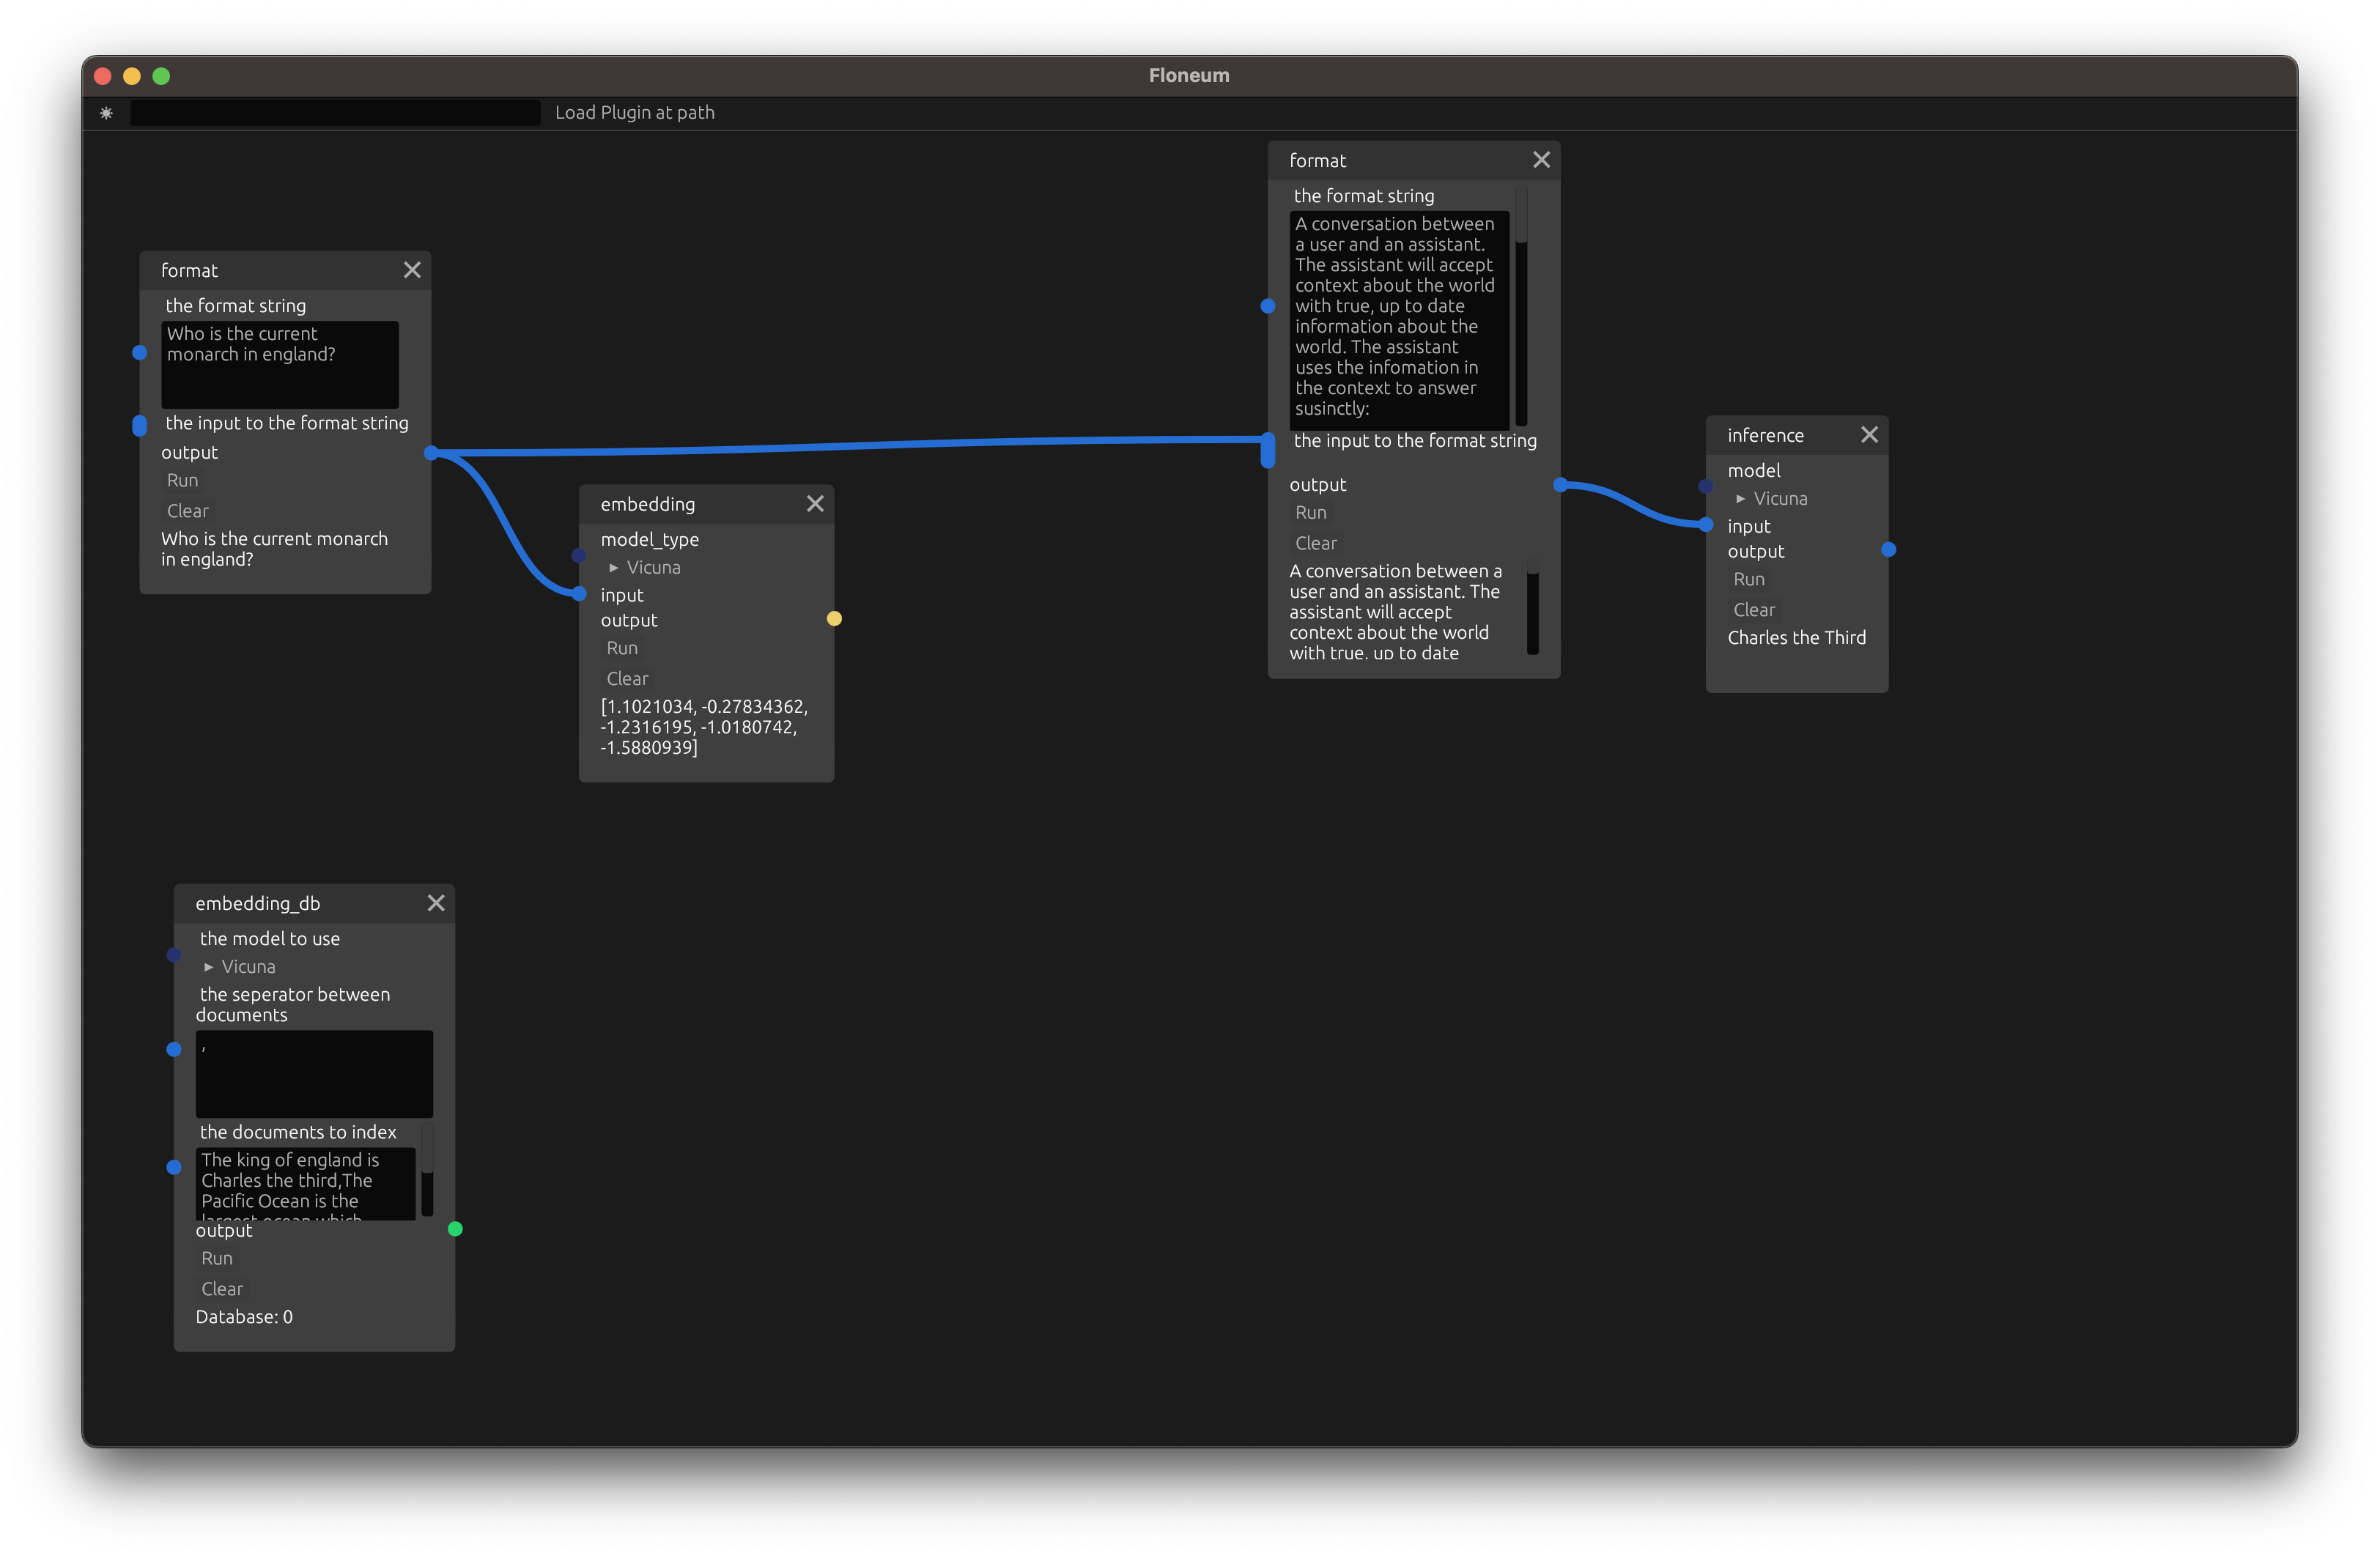 Floneum
Load Plugin at path
format
the format string
Who is the current
monarch in england?
the input to the format string
output
Run
Clear
Who is the current monarch
in england?
embedding
model_type
Vicuna
input
output
Run
Clear
[1.1021034, -0.27834362,
-1.2316195, -1.0180742,
-1.5880939]
format
the format string
A conversation between
a user and an assistant.
The assistant will accept
context about the world
with true, up to date
information about the
world. The assistant
uses the infomation in
the context to answer
susinctly:
the input to the format string
output
Run
Clear
A conversation between a
user and an assistant. The
assistant will accept
context about the world
with true, up to date
inference
model
Vicuna
input
output
Run
Clear
Charles the Third
embedding_db
the model to use
Vicuna
the seperator between
documents
,
the documents to index
The king of england is
Charles the third,The
Pacific Ocean is the
largest ocean which
output
Run
Clear
Database: 0